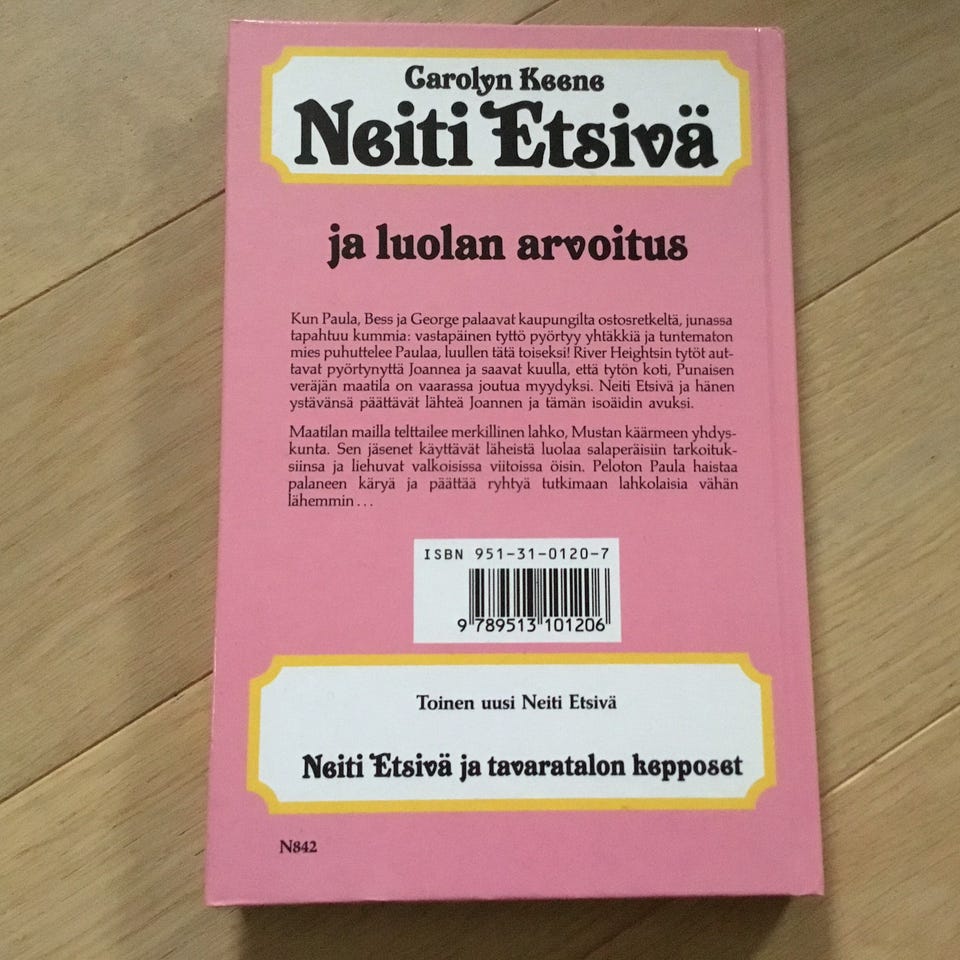 Carolyn Keene
Neiti Etsivä
ja luolan arvoitus
Kun Paula, Bess ja George palaavat kaupungilta ostosretkeltä, junassa
tapahtuu kummia: vastapäinen tyttö pyörtyy yhtäkkiä ja tuntematon
mies puhuttelee Paulaa, luullen tätä toiseksi! River Heightsin tytöt aut-
tavat pyörtynyttä Joannea ja saavat kuulla, että tytön koti, Punaisen
veräjän maatila on vaarassa joutua myydyksi. Neiti Etsivä ja hänen
ystävänsä päättävät lähteä Joannen ja tämän isoäidin avuksi.
Maatilan mailla telttailee merkillinen lahko, Mustan käärmeen yhdys-
kunta. Sen jäsenet käyttävät läheistä luolaa salaperäisiin tarkoituk-
siinsa ja liehuvat valkoisissa viitoissa öisin. Peloton Paula haistaa
palaneen käryä ja päättää ryhtyä tutkimaan lahkolaisia vähän
lähemmin...
ISBN 951-31-0120-7
9 789513 101206
Toinen uusi Neiti Etsivä
Neiti Etsivä ja tavaratalon kepposet
N842